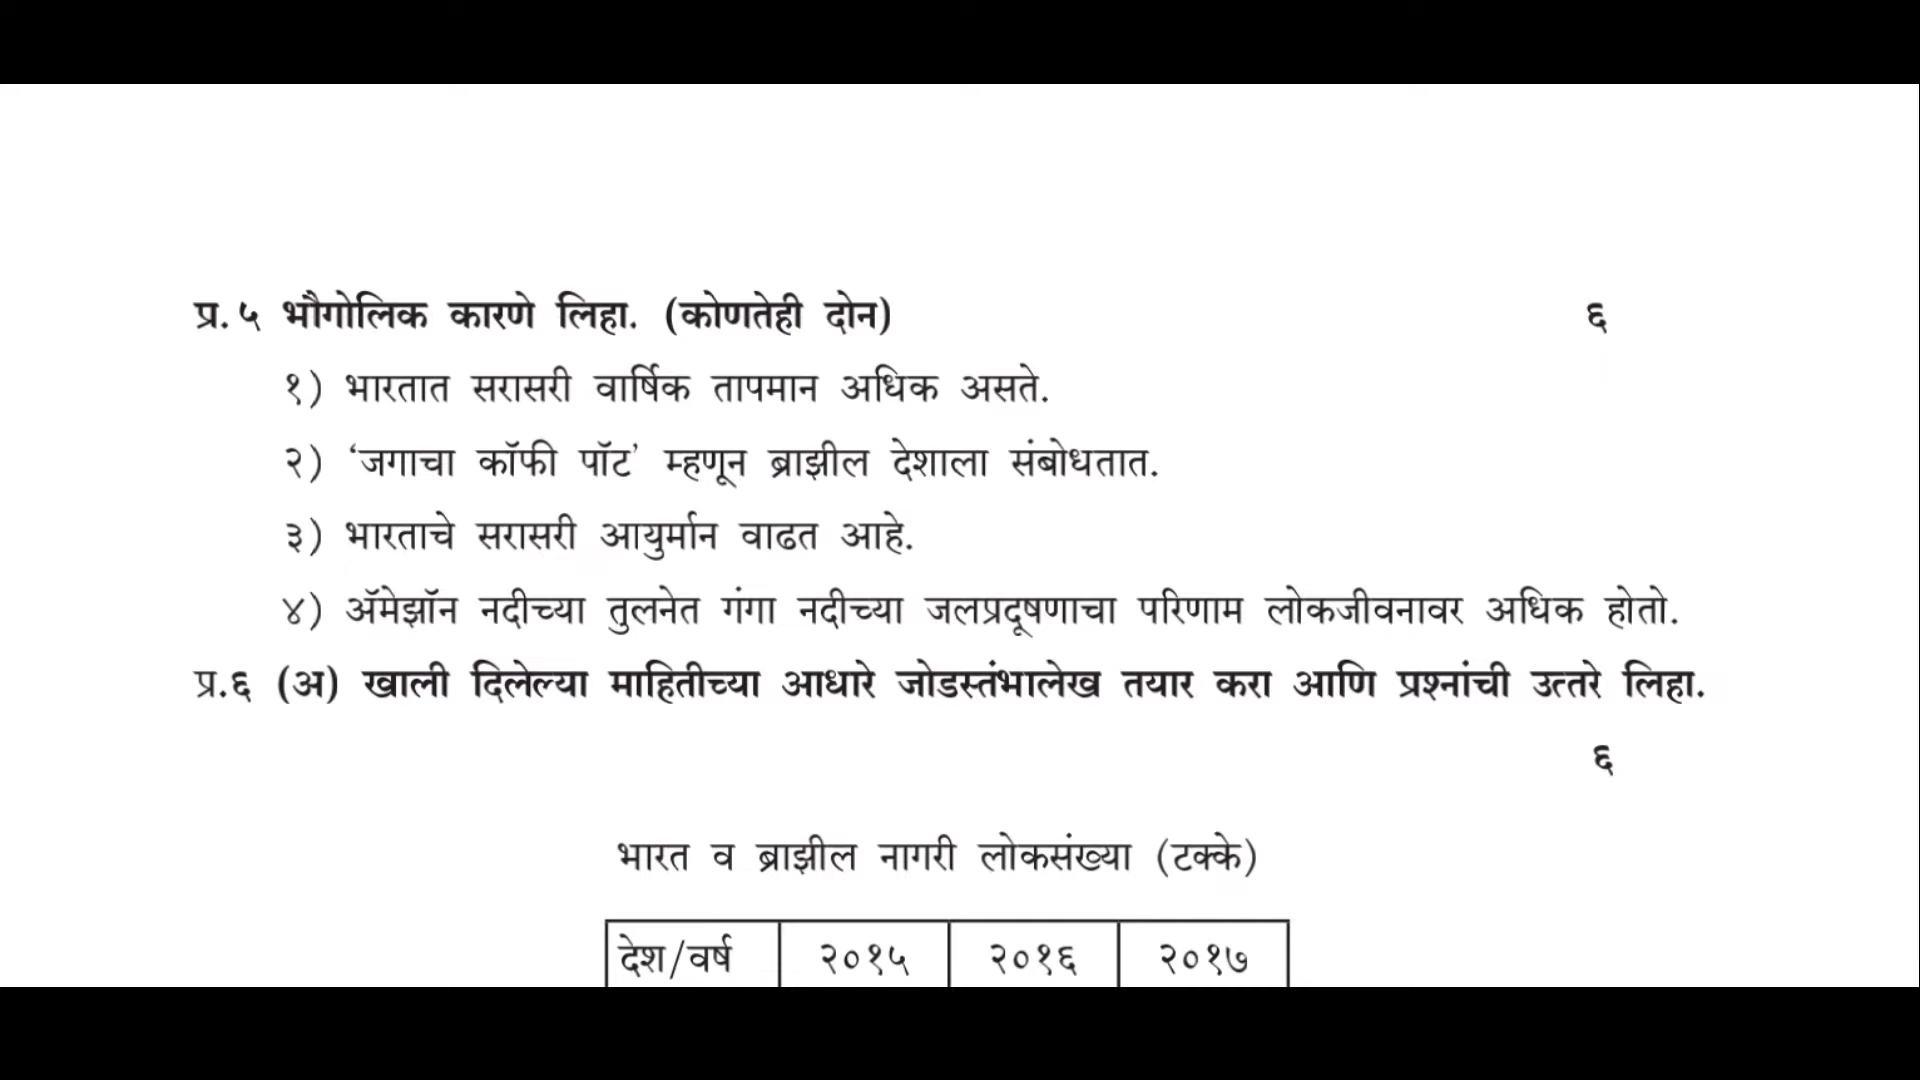 प्र. ५ भौगोलिक कारणे लिहा. (कोणतेही दोन) ६
१) भारतात सरासरी वार्षिक तापमान अधिक असते.
२) ‘जगाचा कॉफी पॉट’ म्हणून ब्राझील देशाला संबोधतात.
३) भारताचे सरासरी आयुर्मान वाढत आहे.
४) ॲमेझॉन नदीच्या तुलनेत गंगा नदीच्या जलप्रदूषणाचा परिणाम लोकजीवनावर अधिक होतो.
प्र.६ (अ) खाली दिलेल्या माहितीच्या आधारे जोडस्तंभालेख तयार करा आणि प्रश्नांची उत्तरे लिहा.
६
भारत व ब्राझील नागरी लोकसंख्या (टक्के)
देश/वर्ष २०१५ २०१६ २०१७